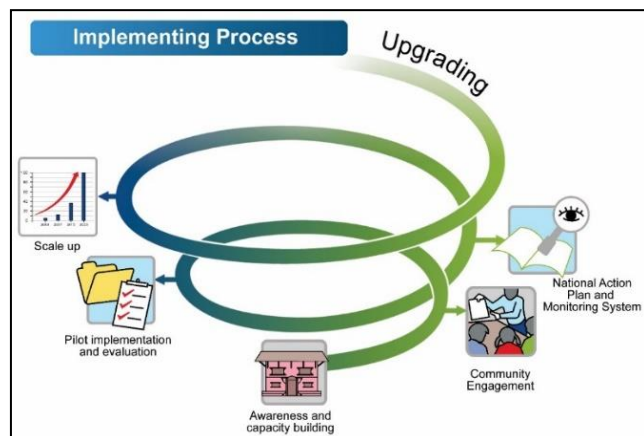 Implementing Process
Upgrading
Scale up
National Action
Plan and
Monitoring System
Pilot implementation
and evaluation
Community
Engagement
Awareness and
capacity building